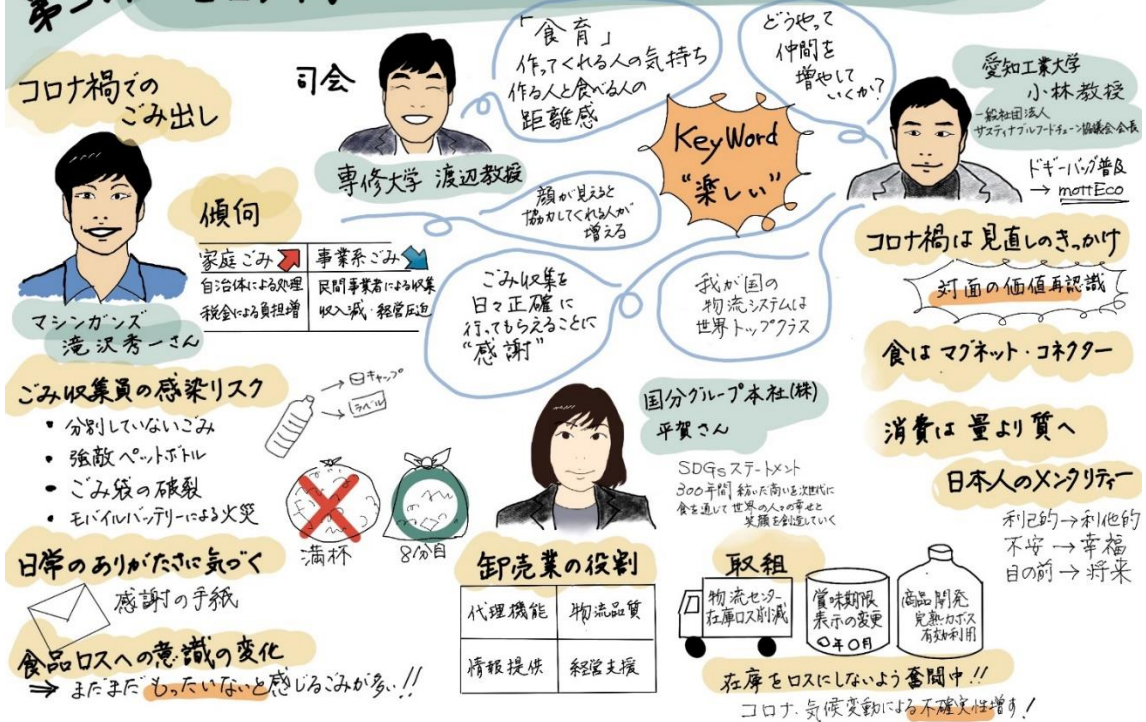 コロナ禍での
ごみ出し
マシンガンズ
滝沢秀一さん
傾向
家庭ごみ
事業系ごみ
自治体による処理
民間事業者による収集
税金による負担増
収入減・経営圧迫
ごみ収集員の感染リスク
・分別していないごみ
・強敵ペットボトル
・ごみ袋の破裂
・モバイルバッテリーによる火災
キャップ
ラベル
満杯
8分目
日常のありがたさに気づく
感謝の手紙
食品ロスへの意識の変化
⇒ まだまだもったいないと感じるごみが多い!!
司会
専修大学 渡辺教授
「食育」
作ってくれる人の気持ち
作る人と食べる人の
距離感
どうやって
仲間を
増やして
いくか?
KeyWord
"楽しい"
顔が見えると
協力してくれる人が
増える
ごみ収集を
日々正確に
行ってもらえることに
"感謝"
我が国の
物流システムは
世界トップクラス
国分グループ本社(株)
平賀さん
SDGsステートメント
300年間 紡いだ商いを次世代に
食を通じて世界の人々の幸せと
笑顔を創造していく
卸売業の役割
代理機能
物流品質
情報提供
経営支援
取組
物流センター
在庫ロス削減
賞味期限
表示の変更
○年○月
商品開発
完熟カボス
有効利用
在庫をロスにしないよう奮闘中!!
コロナ、気候変動による不確実性増す!
愛知工業大学
小林教授
一般社団法人
サスティナブルフードチェーン協議会会長
ドギーバッグ普及
→ mottEco
コロナ禍は見直しのきっかけ
対面の価値再認識
食はマグネット・コネクター
消費は量より質へ
日本人のメンタリティー
利己的→利他的
不安→幸福
目の前→将来